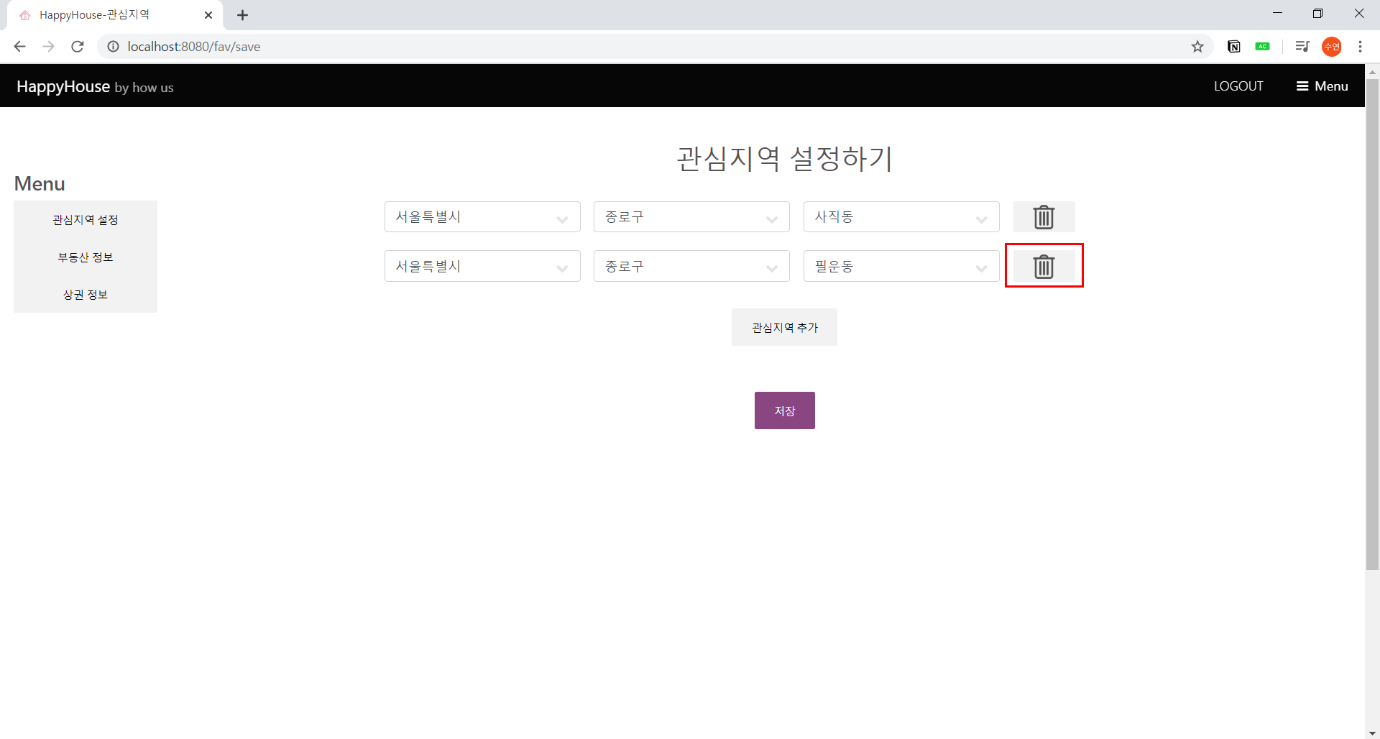 HappyHouse-관심지역
localhost:8080/fav/save
N
AC
수연
HappyHouse by how us
LOGOUT
Menu
관심지역 설정하기
Menu
관심지역 설정
부동산 정보
상권 정보
서울특별시 종로구 사직동
서울특별시 종로구 필운동
관심지역 추가
저장